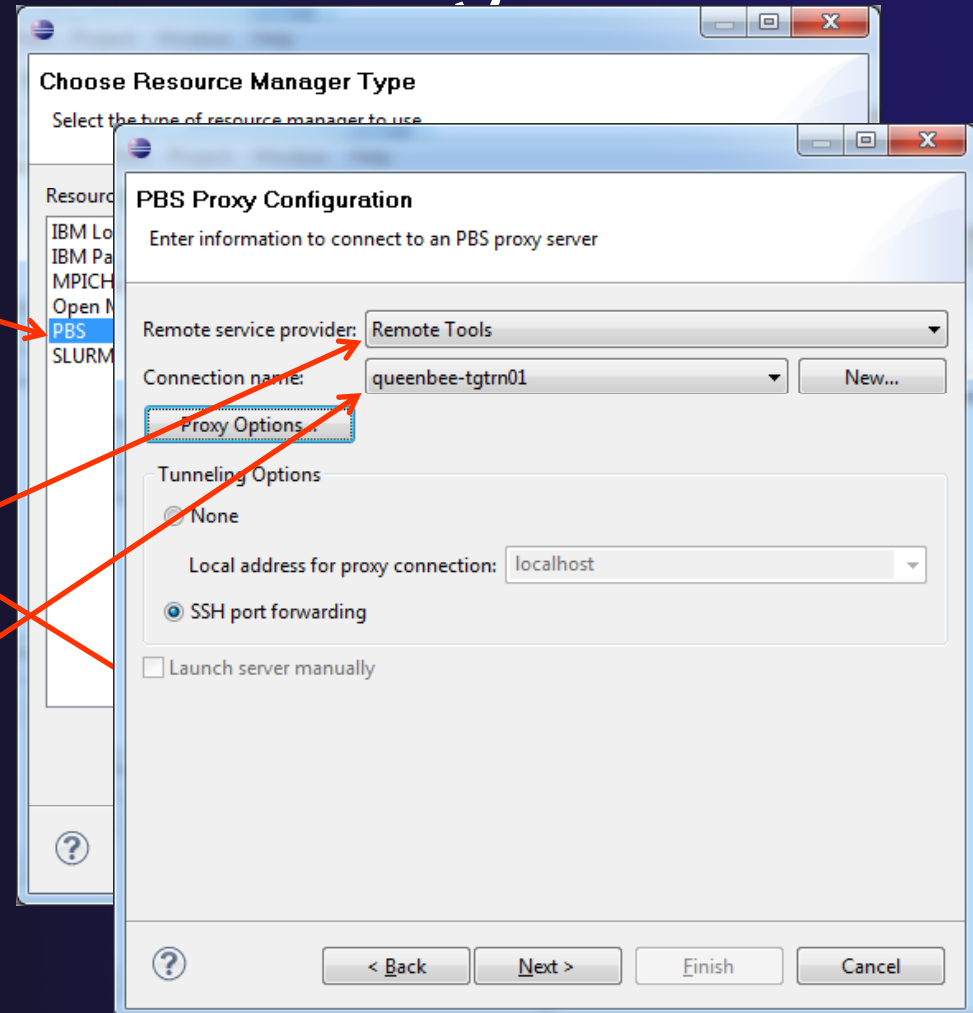 Choose Resource Manager Type
Select the type of resource manager to use
Resourc
IBM Lo
IBM Pa
MPICH
Open M
PBS
SLURM
PBS Proxy Configuration
Enter information to connect to an PBS proxy server
Remote service provider: Remote Tools
Connection name: queenbee-tgtrn01 New...
Proxy Options...
Tunneling Options
None
Local address for proxy connection: localhost
SSH port forwarding
Launch server manually
< Back Next > Finish Cancel